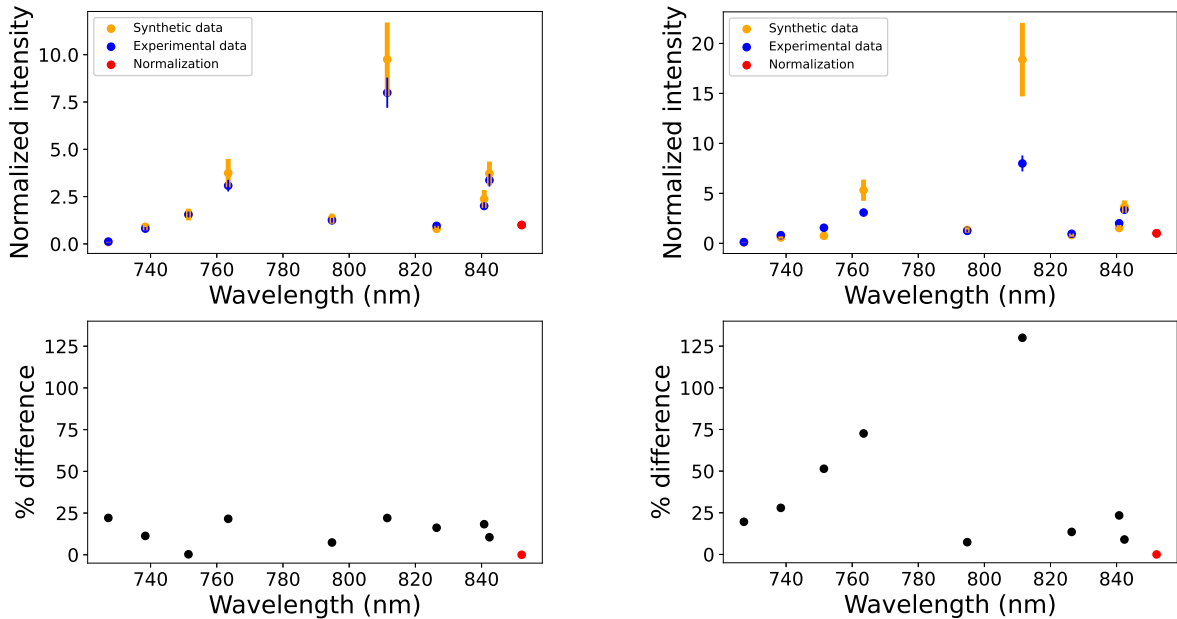 Normalized intensity
10.0
7.5
5.0
2.5
0.0
Synthetic data
Experimental data
Normalization
740 760 780 800 820 840
Wavelength (nm)
Normalized intensity
20
15
10
5
0
Synthetic data
Experimental data
Normalization
740 760 780 800 820 840
Wavelength (nm)
% difference
125
100
75
50
25
0
740 760 780 800 820 840
Wavelength (nm)
% difference
125
100
75
50
25
0
740 760 780 800 820 840
Wavelength (nm)